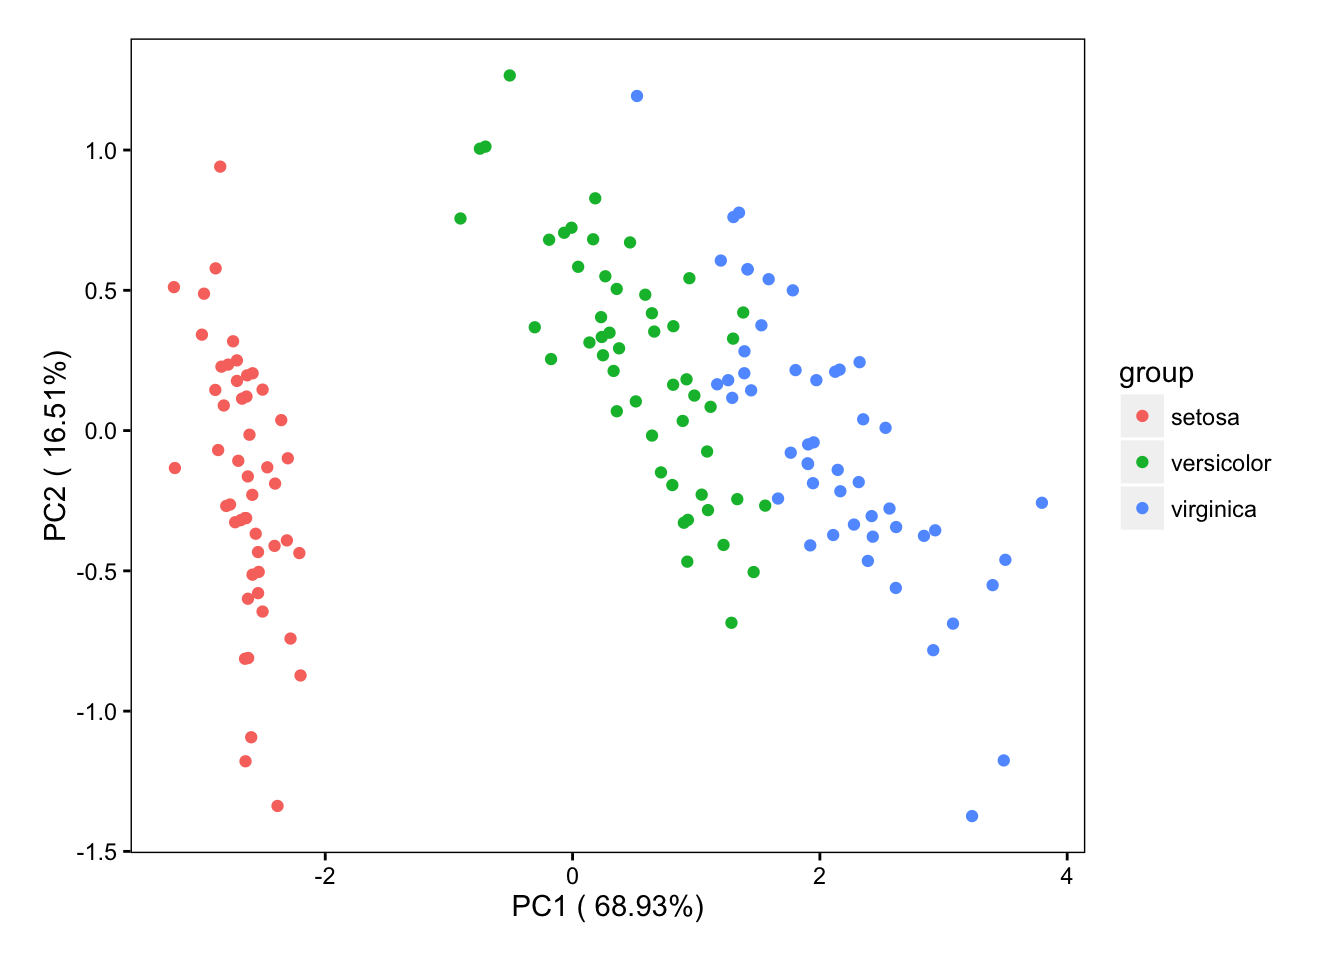 1.0
0.5
0.0
-0.5
-1.0
-1.5
PC2 ( 16.51%)
-2 0 2 4
PC1 ( 68.93%)
group
setosa
versicolor
virginica